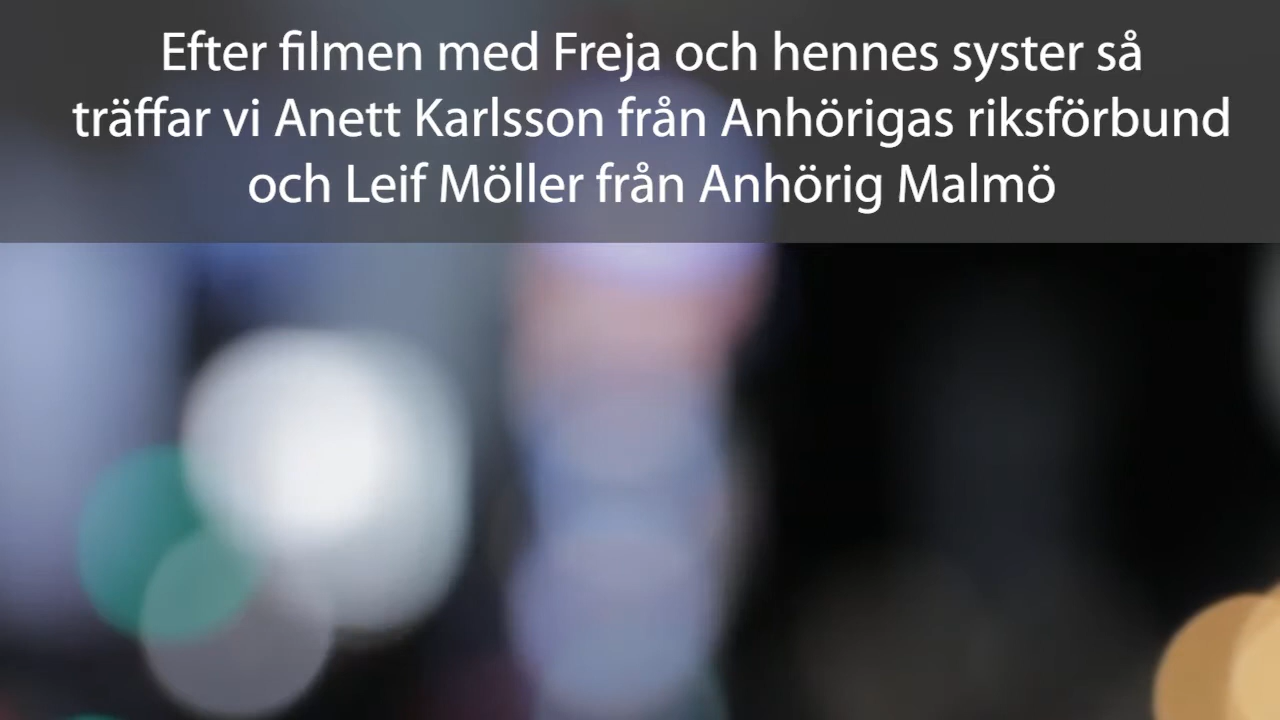 Efter filmen med Freja och hennes syster så
träffar vi Anett Karlsson från Anhörigas riksförbund
och Leif Möller från Anhörig Malmö